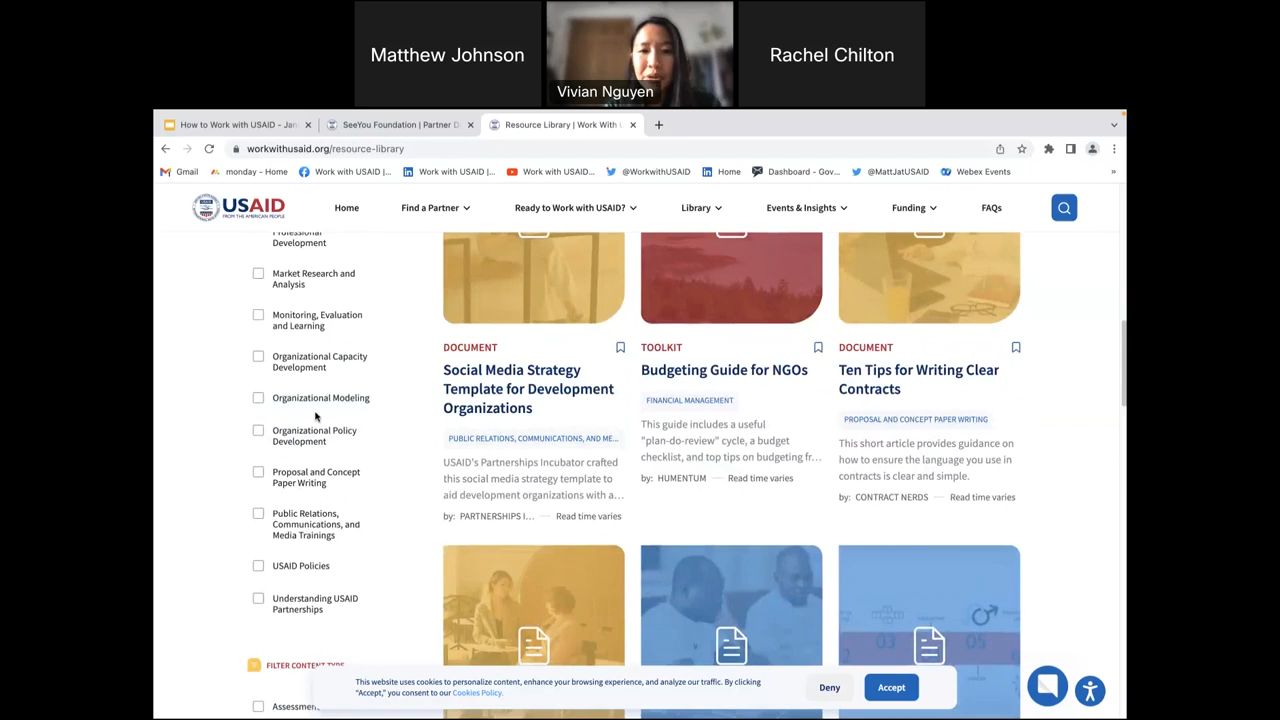 Matthew Johnson
Vivian Nguyen
Rachel Chilton
How to Work with USAID - Jan
SeeYou Foundation | Partner D
Resource Library | Work With U
workwithusaid.org/resource-library
Gmail
monday - Home
Work with USAID |...
Work with USAID |...
Work with USAID...
@WorkwithUSAID
Home
Dashboard - Gov...
@MattJatUSAID
Webex Events
»
USAID
FROM THE AMERICAN PEOPLE
Home
Find a Partner
Ready to Work with USAID?
Library
Events & Insights
Funding
FAQs
Professional
Development
Market Research and
Analysis
Monitoring, Evaluation
and Learning
Organizational Capacity
Development
Organizational Modeling
Organizational Policy
Development
Proposal and Concept
Paper Writing
Public Relations,
Communications, and
Media Trainings
USAID Policies
Understanding USAID
Partnerships
FILTER CONTENT TYPE
Assessmen
DOCUMENT
Social Media Strategy
Template for Development
Organizations
PUBLIC RELATIONS, COMMUNICATIONS, AND ME...
USAID's Partnerships Incubator crafted
this social media strategy template to
aid development organizations with a...
by: PARTNERSHIPS I... — Read time varies
TOOLKIT
Budgeting Guide for NGOs
FINANCIAL MANAGEMENT
This guide includes a useful
"plan-do-review" cycle, a budget
checklist, and top tips on budgeting fr...
by: HUMENTUM — Read time varies
DOCUMENT
Ten Tips for Writing Clear
Contracts
PROPOSAL AND CONCEPT PAPER WRITING
This short article provides guidance on
how to ensure the language you use in
contracts is clear and simple.
by: CONTRACT NERDS — Read time varies
03
05
This website uses cookies to personalize content, enhance your browsing experience, and analyze our traffic. By clicking
"Accept," you consent to our Cookies Policy.
Deny
Accept